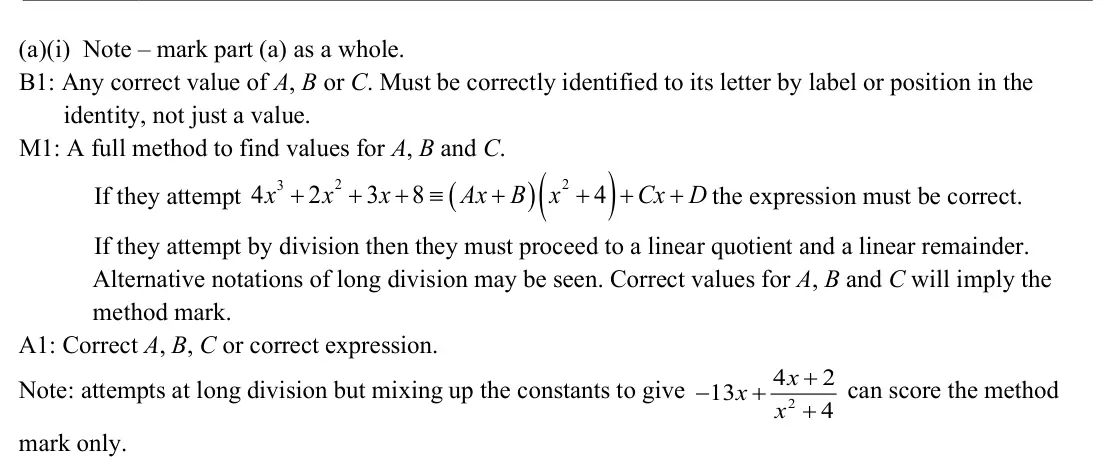 (a)(i) Note – mark part (a) as a whole.
B1: Any correct value of A, B or C. Must be correctly identified to its letter by label or position in the
identity, not just a value.
M1: A full method to find values for A, B and C.
If they attempt 4x³ + 2x² + 3x + 8 ≡ (Ax + B)(x² + 4) + Cx + D the expression must be correct.
If they attempt by division then they must proceed to a linear quotient and a linear remainder.
Alternative notations of long division may be seen. Correct values for A, B and C will imply the
method mark.
A1: Correct A, B, C or correct expression.
Note: attempts at long division but mixing up the constants to give −13x + (4x + 2)/(x² + 4) can score the method
mark only.